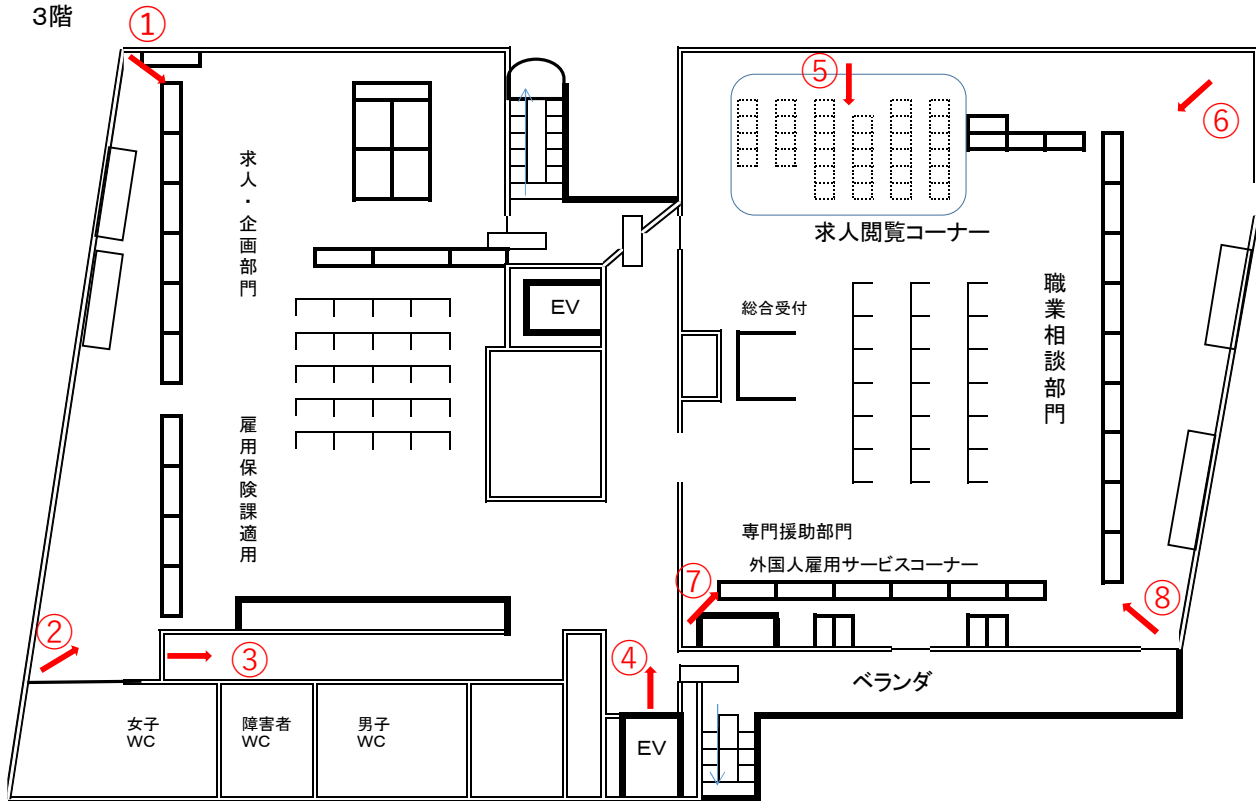 3階
①
⑤
⑥
求人・企画部門
求人閲覧コーナー
EV
総合受付
職業相談部門
雇用保険課適用
専門援助部門
外国人雇用サービスコーナー
⑦
⑧
②
③
④
ベランダ
女子
WC
障害者
WC
男子
WC
EV